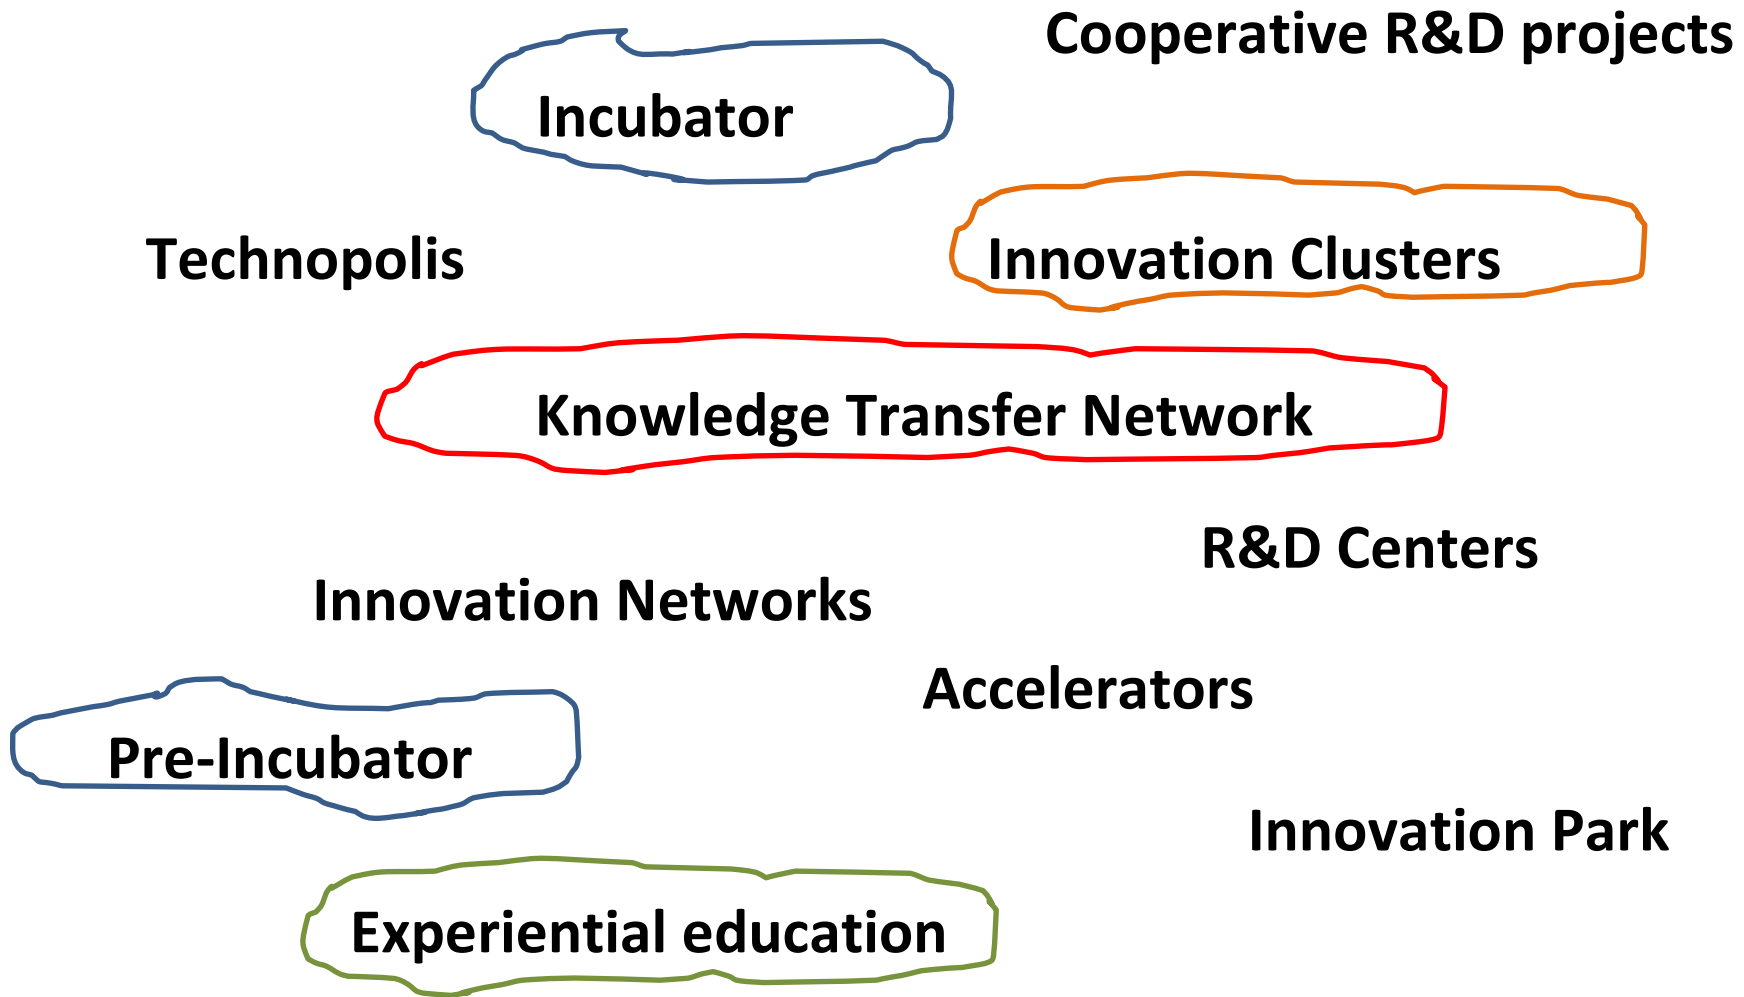 Cooperative R&D projects
Incubator
Technopolis
Innovation Clusters
Knowledge Transfer Network
R&D Centers
Innovation Networks
Accelerators
Pre-Incubator
Innovation Park
Experiential education